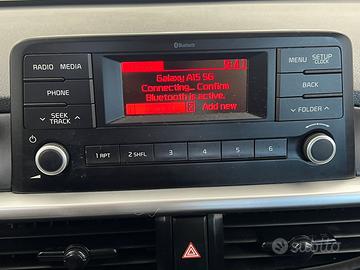 Bluetooth
RADIO MEDIA
PHONE
SEEK
TRACK
Galaxy A15 5G
Connecting... Confirm
Bluetooth is active.
Add new
MENU SETUP
CLOCK
BACK
FOLDER
1 RPT 2 SHFL 3 4 5 6
subito